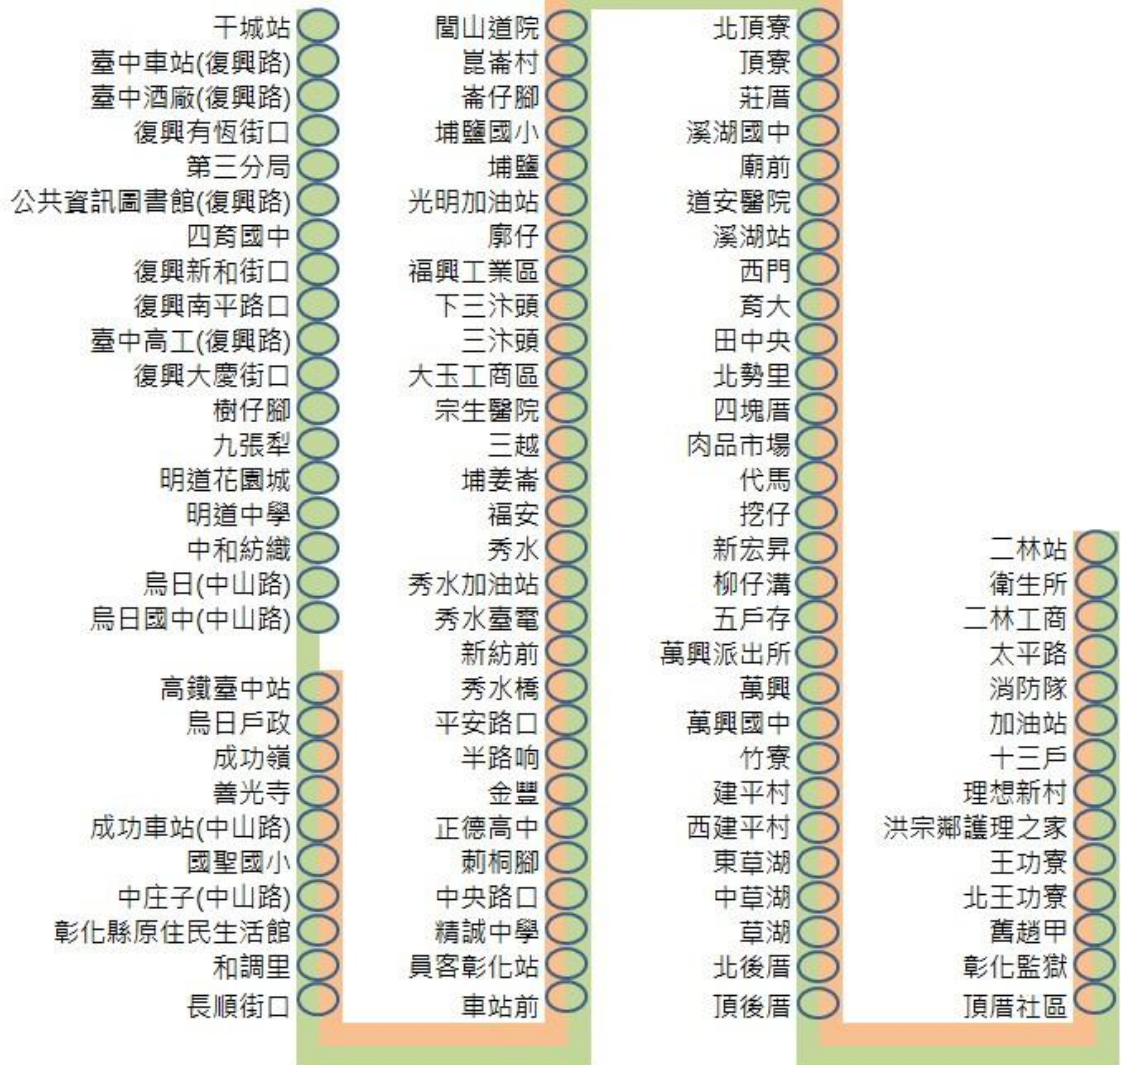 干城站
臺中車站(復興路)
臺中酒廠(復興路)
復興有恆街口
第三分局
公共資訊圖書館(復興路)
四育國中
復興新和街口
復興南平路口
臺中高工(復興路)
復興大慶街口
樹仔腳
九張犁
明道花園城
明道中學
中和紡織
烏日(中山路)
烏日國中(中山路)
高鐵臺中站
烏日戶政
成功嶺
善光寺
成功車站(中山路)
國聖國小
中庄子(中山路)
彰化縣原住民生活館
和調里
長順街口
閭山道院
崑崙村
崙仔腳
埔鹽國小
埔鹽
光明加油站
廓仔
福興工業區
下三汴頭
三汴頭
大玉工商區
宗生醫院
三越
埔姜崙
福安
秀水
秀水加油站
秀水臺電
新紡前
秀水橋
平安路口
半路响
金豐
正德高中
莿桐腳
中央路口
精誠中學
員客彰化站
車站前
北頂寮
頂寮
莊厝
溪湖國中
廟前
道安醫院
溪湖站
西門
育大
田中央
北勢里
四塊厝
肉品市場
代馬
挖仔
新宏昇
柳仔溝
五戶存
萬興派出所
萬興
萬興國中
竹寮
建平村
西建平村
東草湖
中草湖
草湖
北後厝
頂後厝
二林站
衛生所
二林工商
太平路
消防隊
加油站
十三戶
理想新村
洪宗鄰護理之家
王功寮
北王功寮
舊趙甲
彰化監獄
頂厝社區